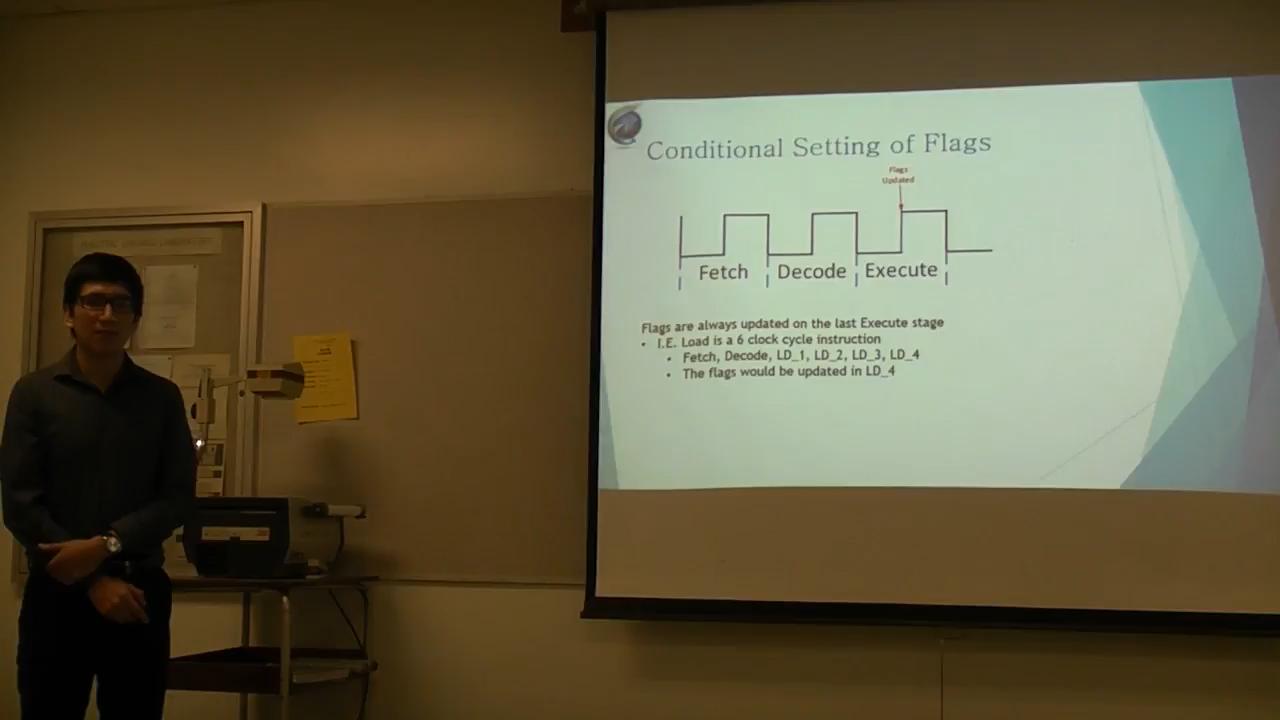 Conditional Setting of Flags
Flags
Updated
Fetch
Decode
Execute
Flags are always updated on the last Execute stage
• I.E. Load is a 6 clock cycle instruction
• Fetch, Decode, LD_1, LD_2, LD_3, LD_4
• The flags would be updated in LD_4